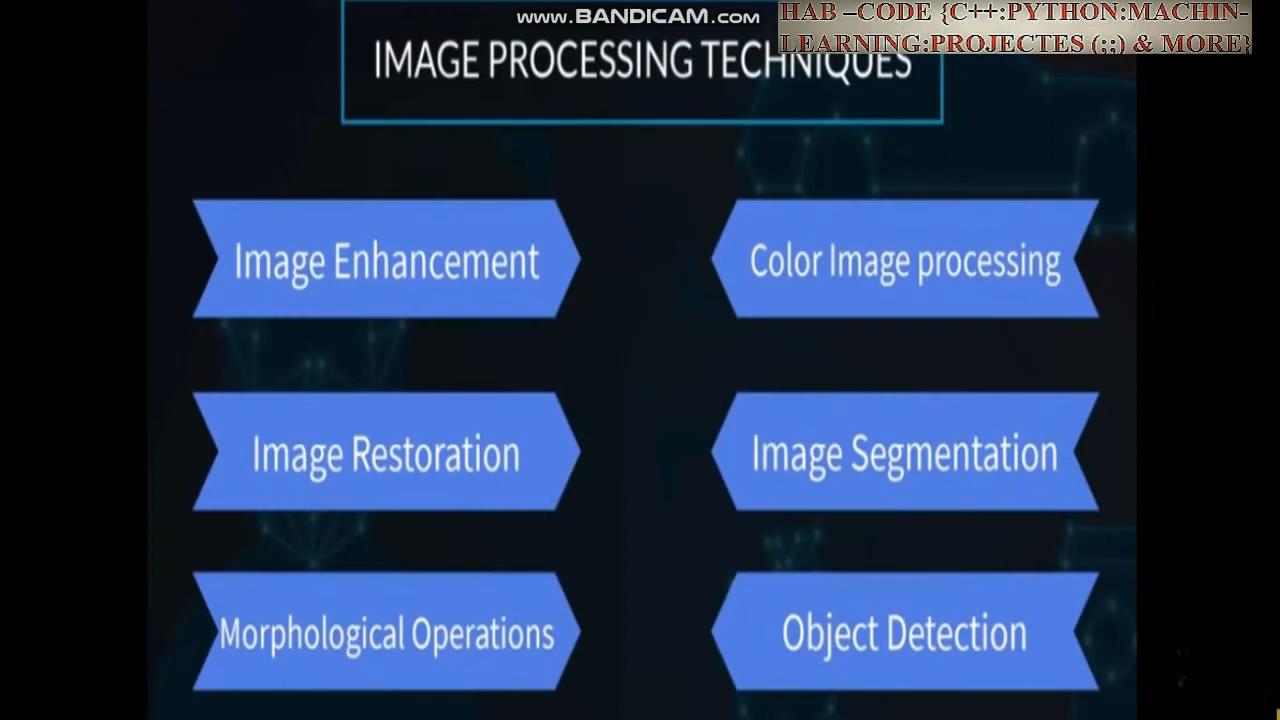 www.BANDICAM.com
HAB –CODE {C++:PYTHON:MACHIN-
LEARNING:PROJECTES (;;) & MORE}
IMAGE PROCESSING TECHNIQUES
Image Enhancement
Color Image processing
Image Restoration
Image Segmentation
Morphological Operations
Object Detection